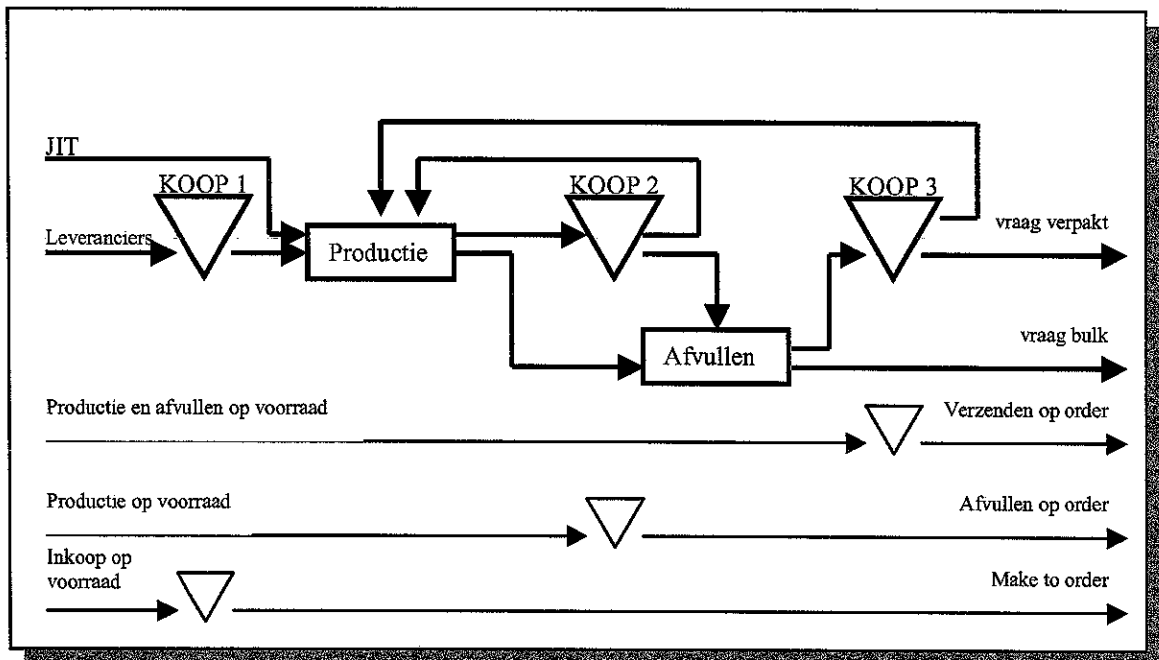 JIT
KOOP 1
KOOP 2
KOOP 3
Leveranciers
Productie
vraag verpakt
Afvullen
vraag bulk
Productie en afvullen op voorraad
Verzenden op order
Productie op voorraad
Afvullen op order
Inkoop op
voorraad
Make to order